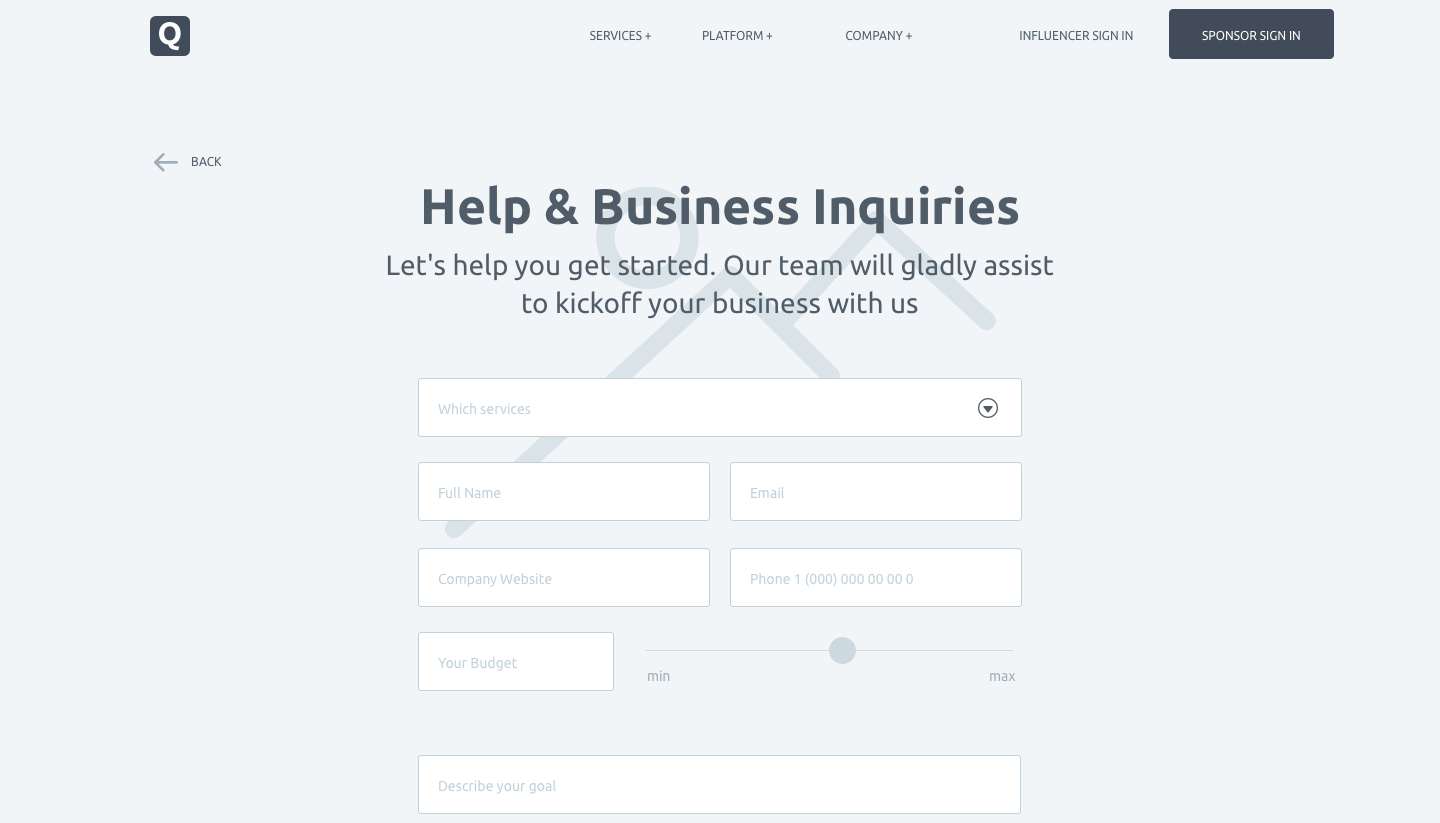 Q
SERVICES +
PLATFORM +
COMPANY +
INFLUENCER SIGN IN
SPONSOR SIGN IN
BACK
Help & Business Inquiries
Let's help you get started. Our team will gladly assist
to kickoff your business with us
Which services
Full Name
Email
Company Website
Phone 1 (000) 000 00 00 0
Your Budget
min
max
Describe your goal